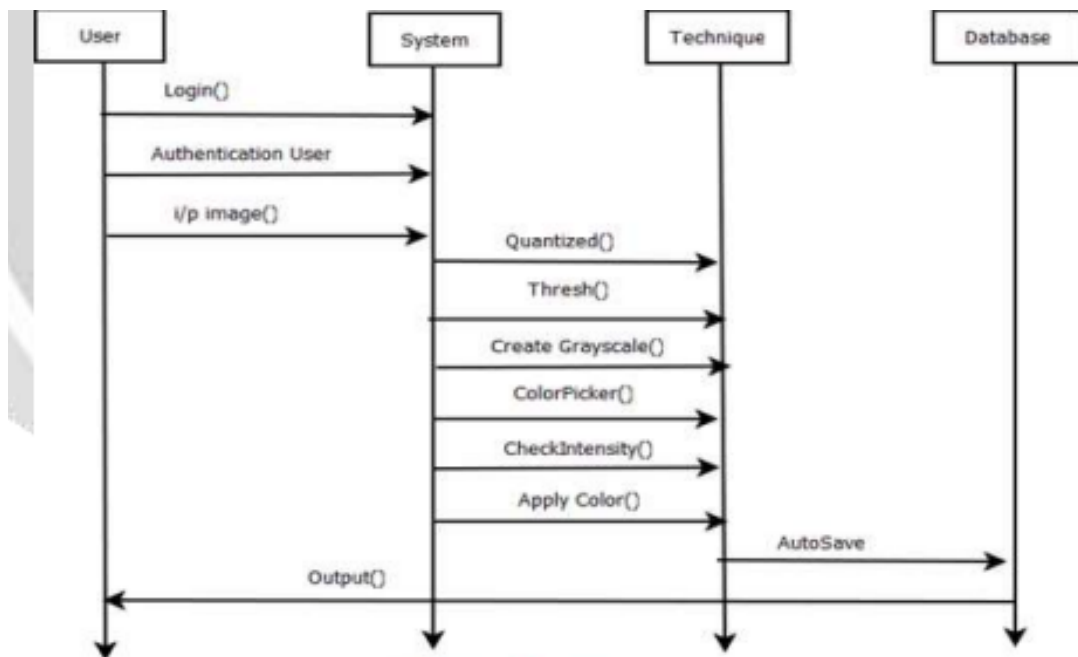 User
System
Technique
Database
Login()
Authentication User
i/p image()
Quantized()
Thresh()
Create Grayscale()
ColorPicker()
CheckIntensity()
Apply Color()
AutoSave
Output()